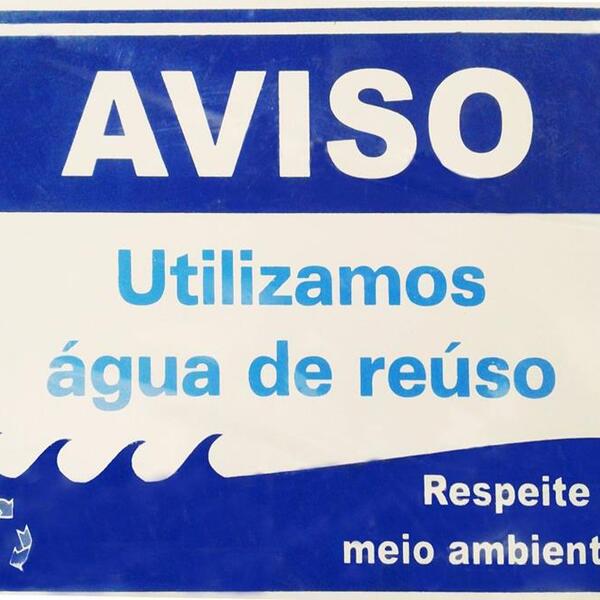 AVISO
Utilizamos
água de reúso
Respeite
meio ambient